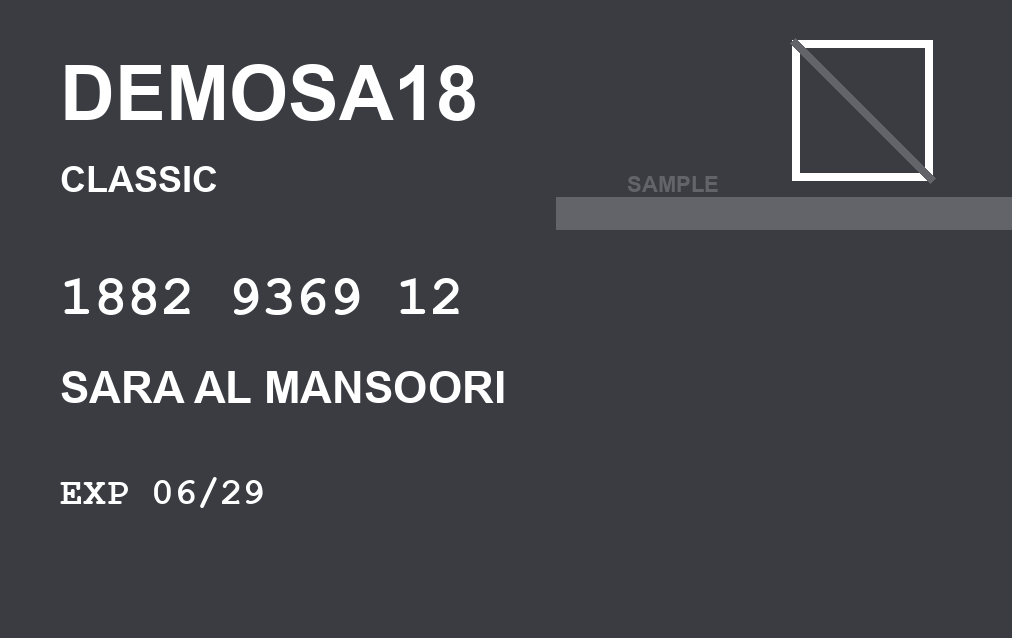 DEMOSA18
CLASSIC
SAMPLE
1882 9369 12
SARA AL MANSOORI
EXP 06/29